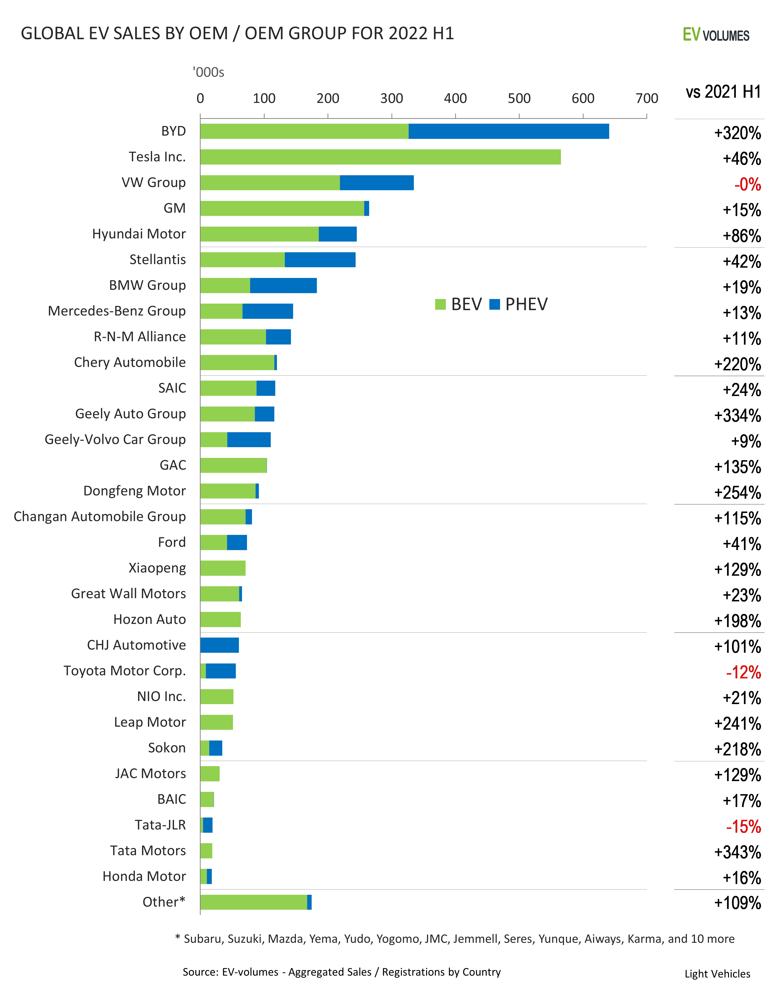 GLOBAL EV SALES BY OEM / OEM GROUP FOR 2022 H1
EV VOLUMES
'000s
vs 2021 H1
0 100 200 300 400 500 600 700
BYD +320%
Tesla Inc. +46%
VW Group -0%
GM +15%
Hyundai Motor +86%
Stellantis +42%
BMW Group +19%
BEV PHEV
Mercedes-Benz Group +13%
R-N-M Alliance +11%
Chery Automobile +220%
SAIC +24%
Geely Auto Group +334%
Geely-Volvo Car Group +9%
GAC +135%
Dongfeng Motor +254%
Changan Automobile Group +115%
Ford +41%
Xiaopeng +129%
Great Wall Motors +23%
Hozon Auto +198%
CHJ Automotive +101%
Toyota Motor Corp. -12%
NIO Inc. +21%
Leap Motor +241%
Sokon +218%
JAC Motors +129%
BAIC +17%
Tata-JLR -15%
Tata Motors +343%
Honda Motor +16%
Other* +109%
* Subaru, Suzuki, Mazda, Yema, Yudo, Yogomo, JMC, Jemmell, Seres, Yunque, Aiways, Karma, and 10 more
Source: EV-volumes - Aggregated Sales / Registrations by Country
Light Vehicles